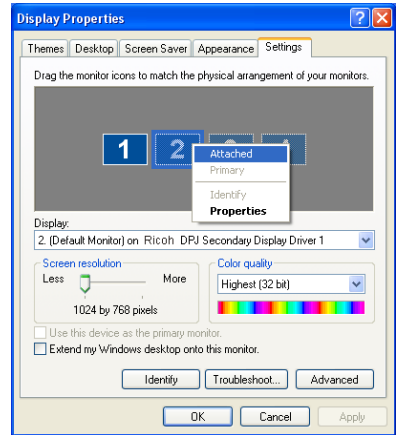 Display Properties
Themes Desktop Screen Saver Appearance Settings
Drag the monitor icons to match the physical arrangement of your monitors.
1 2 3 4
Attached
Primary
Identify
Properties
Display:
2. (Default Monitor) on Ricoh DPJ Secondary Display Driver 1
Screen resolution
Less More
1024 by 768 pixels
Color quality
Highest (32 bit)
Use this device as the primary monitor.
Extend my Windows desktop onto this monitor.
Identify Troubleshoot... Advanced
OK Cancel Apply